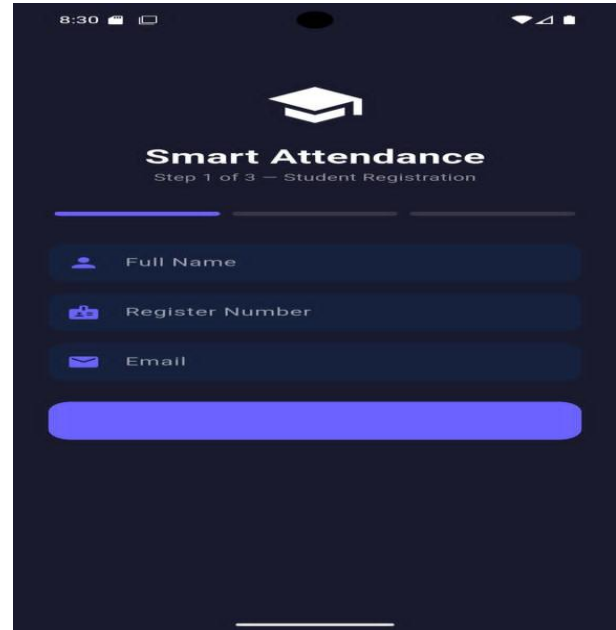 8:30
Smart Attendance
Step 1 of 3 — Student Registration
Full Name
Register Number
Email